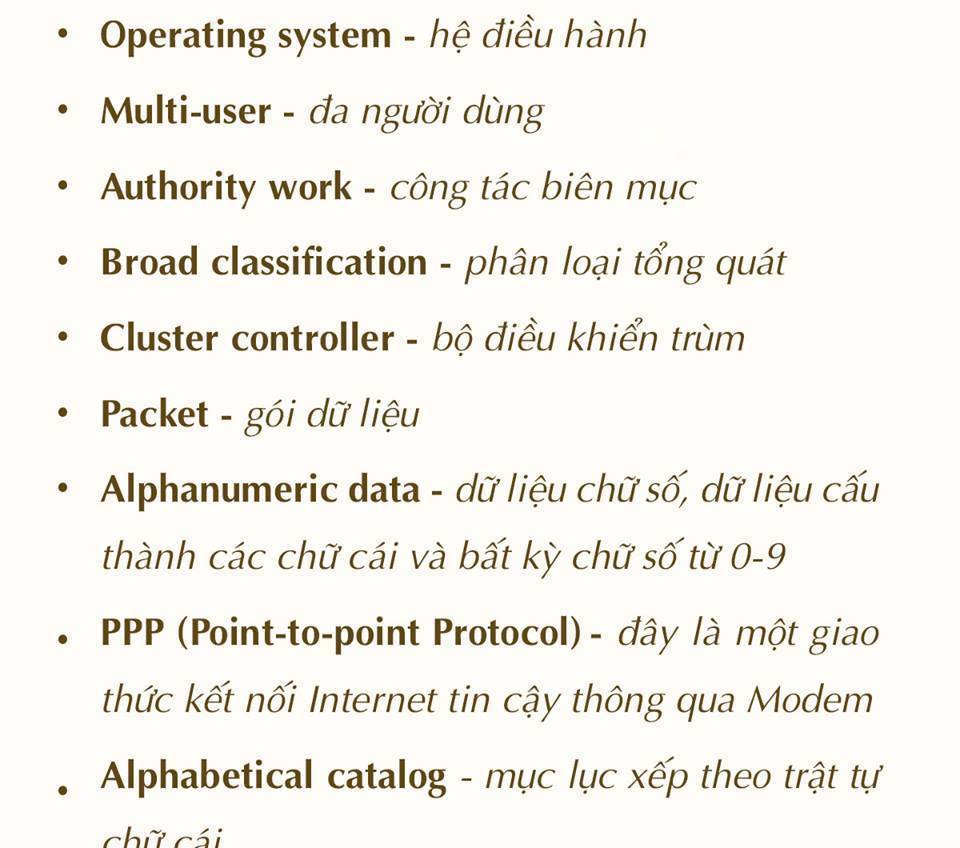 • Operating system - hệ điều hành
• Multi-user - đa người dùng
• Authority work - công tác biên mục
• Broad classification - phân loại tổng quát
• Cluster controller - bộ điều khiển trùm
• Packet - gói dữ liệu
• Alphanumeric data - dữ liệu chữ số, dữ liệu cấu
thành các chữ cái và bất kỳ chữ số từ 0-9
• PPP (Point-to-point Protocol) - đây là một giao
thức kết nối Internet tin cậy thông qua Modem
• Alphabetical catalog - mục lục xếp theo trật tự
chữ cái